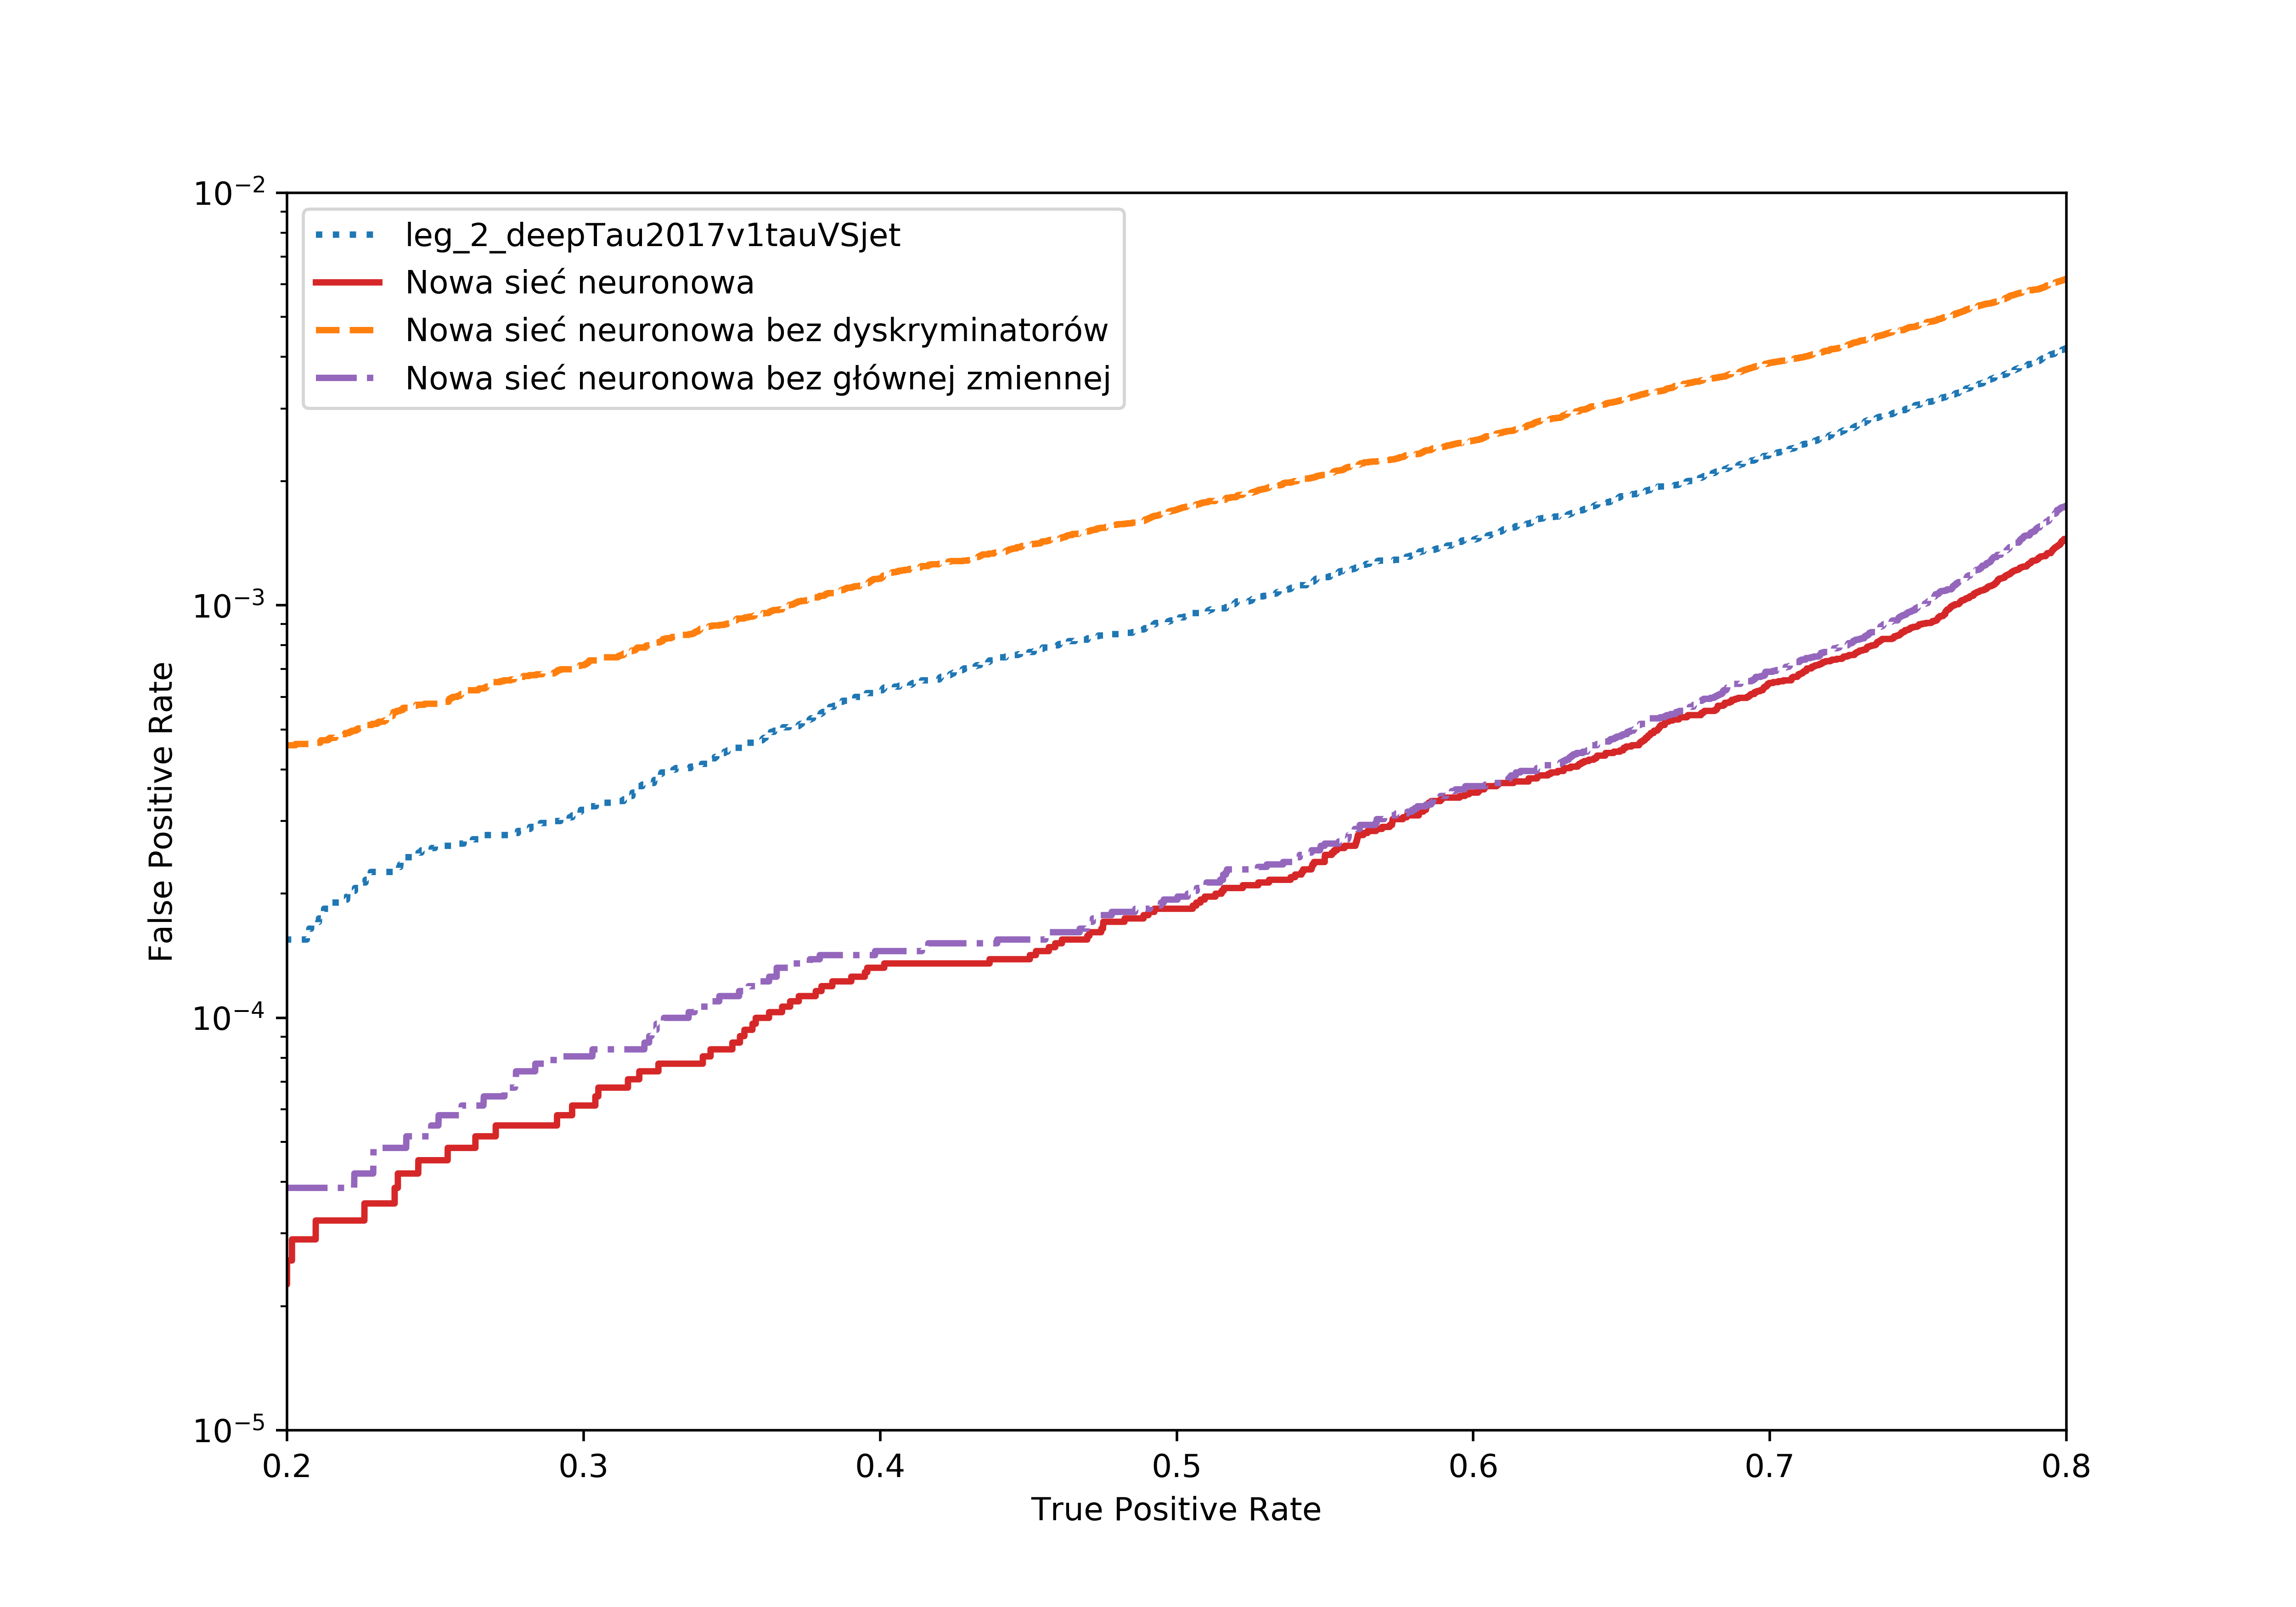 10⁻²
leg_2_deepTau2017v1tauVSjet
Nowa sieć neuronowa
Nowa sieć neuronowa bez dyskryminatorów
Nowa sieć neuronowa bez głównej zmiennej
10⁻³
False Positive Rate
10⁻⁴
10⁻⁵
0.2 0.3 0.4 0.5 0.6 0.7 0.8
True Positive Rate